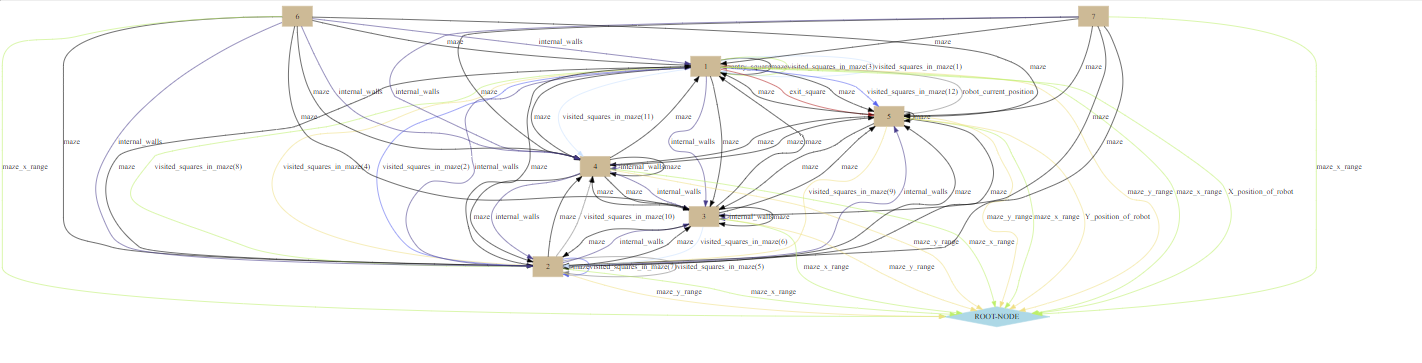 6
7
maze
internal_walls
maze
1
maze
visited_squares_in_maze(3)
visited_squares_in_maze(1)
maze
maze
internal_walls
internal_walls
maze
exit_square
maze
visited_squares_in_maze(12)
robot_current_position
maze
maze
visited_squares_in_maze(11)
maze
5
maze
maze
maze
internal_walls
internal_walls
maze
maze
maze
maze
maze
maze_x_range
visited_squares_in_maze(8)
visited_squares_in_maze(4)
visited_squares_in_maze(2)
internal_walls
maze
4
internal_walls
maze
maze
maze
maze_x_range
maze
maze
internal_walls
visited_squares_in_maze(9)
internal_walls
maze
maze
maze_y_range
maze_x_range
X_position_of_robot
maze
internal_walls
maze
visited_squares_in_maze(10)
3
internal_walls
maze
maze_y_range
maze_x_range
Y_position_of_robot
maze
internal_walls
maze
visited_squares_in_maze(6)
maze_y_range
maze_x_range
2
maze
visited_squares_in_maze(7)
visited_squares_in_maze(5)
maze_x_range
maze_y_range
maze_y_range
maze_x_range
ROOT-NODE